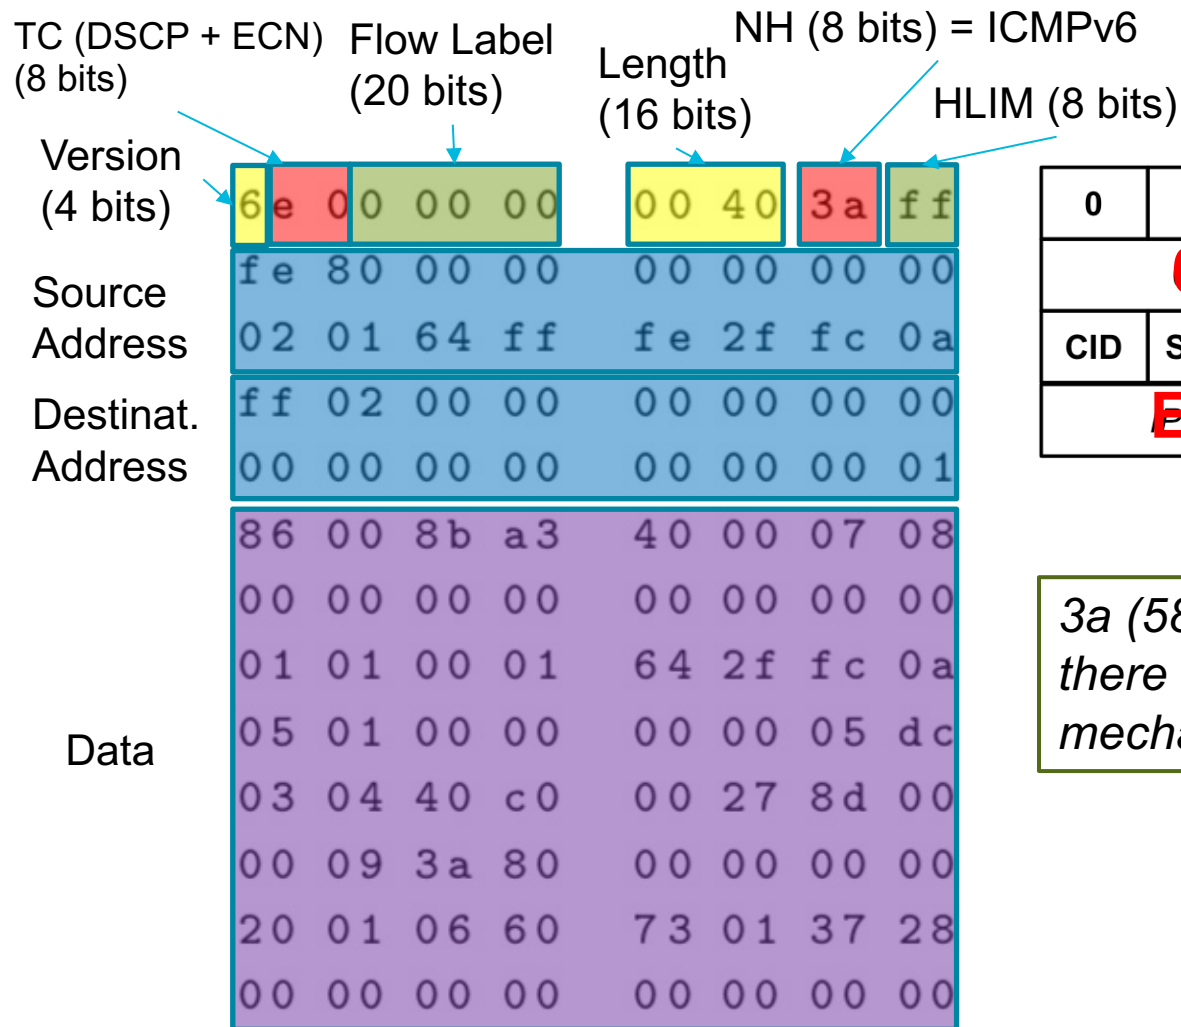 TC (DSCP + ECN)
(8 bits)
Flow Label
(20 bits)
Length
(16 bits)
NH (8 bits) = ICMPv6
HLIM (8 bits)
Version
(4 bits)
6e 00 00 00 00 40 3a ff
Source
Address
fe 80 00 00 00 00 00 00
02 01 64 ff fe 2f fc 0a
Destinat.
Address
ff 02 00 00 00 00 00 00
00 00 00 00 00 00 00 01
Data
86 00 8b a3 40 00 07 08
00 00 00 00 00 00 00 00
01 01 00 01 64 2f fc 0a
05 01 00 00 00 00 05 dc
03 04 40 c0 00 27 8d 00
00 09 3a 80 00 00 00 00
20 01 06 60 73 01 37 28
00 00 00 00 00 00 00 00
0
CID S
3a (58
there
mecha